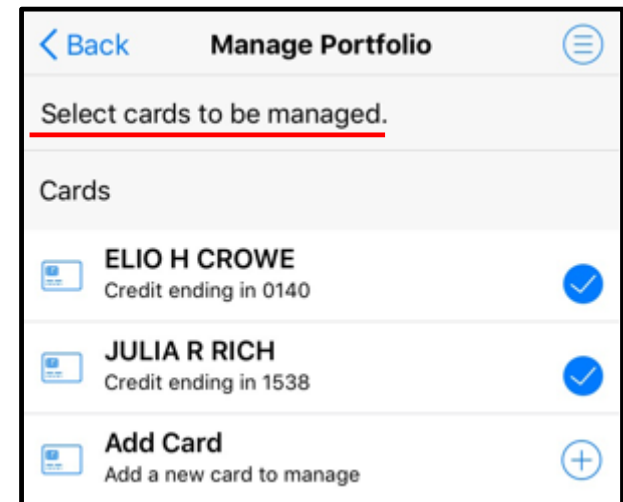 Back Manage Portfolio
Select cards to be managed.
Cards
ELIO H CROWE
Credit ending in 0140
JULIA R RICH
Credit ending in 1538
Add Card
Add a new card to manage